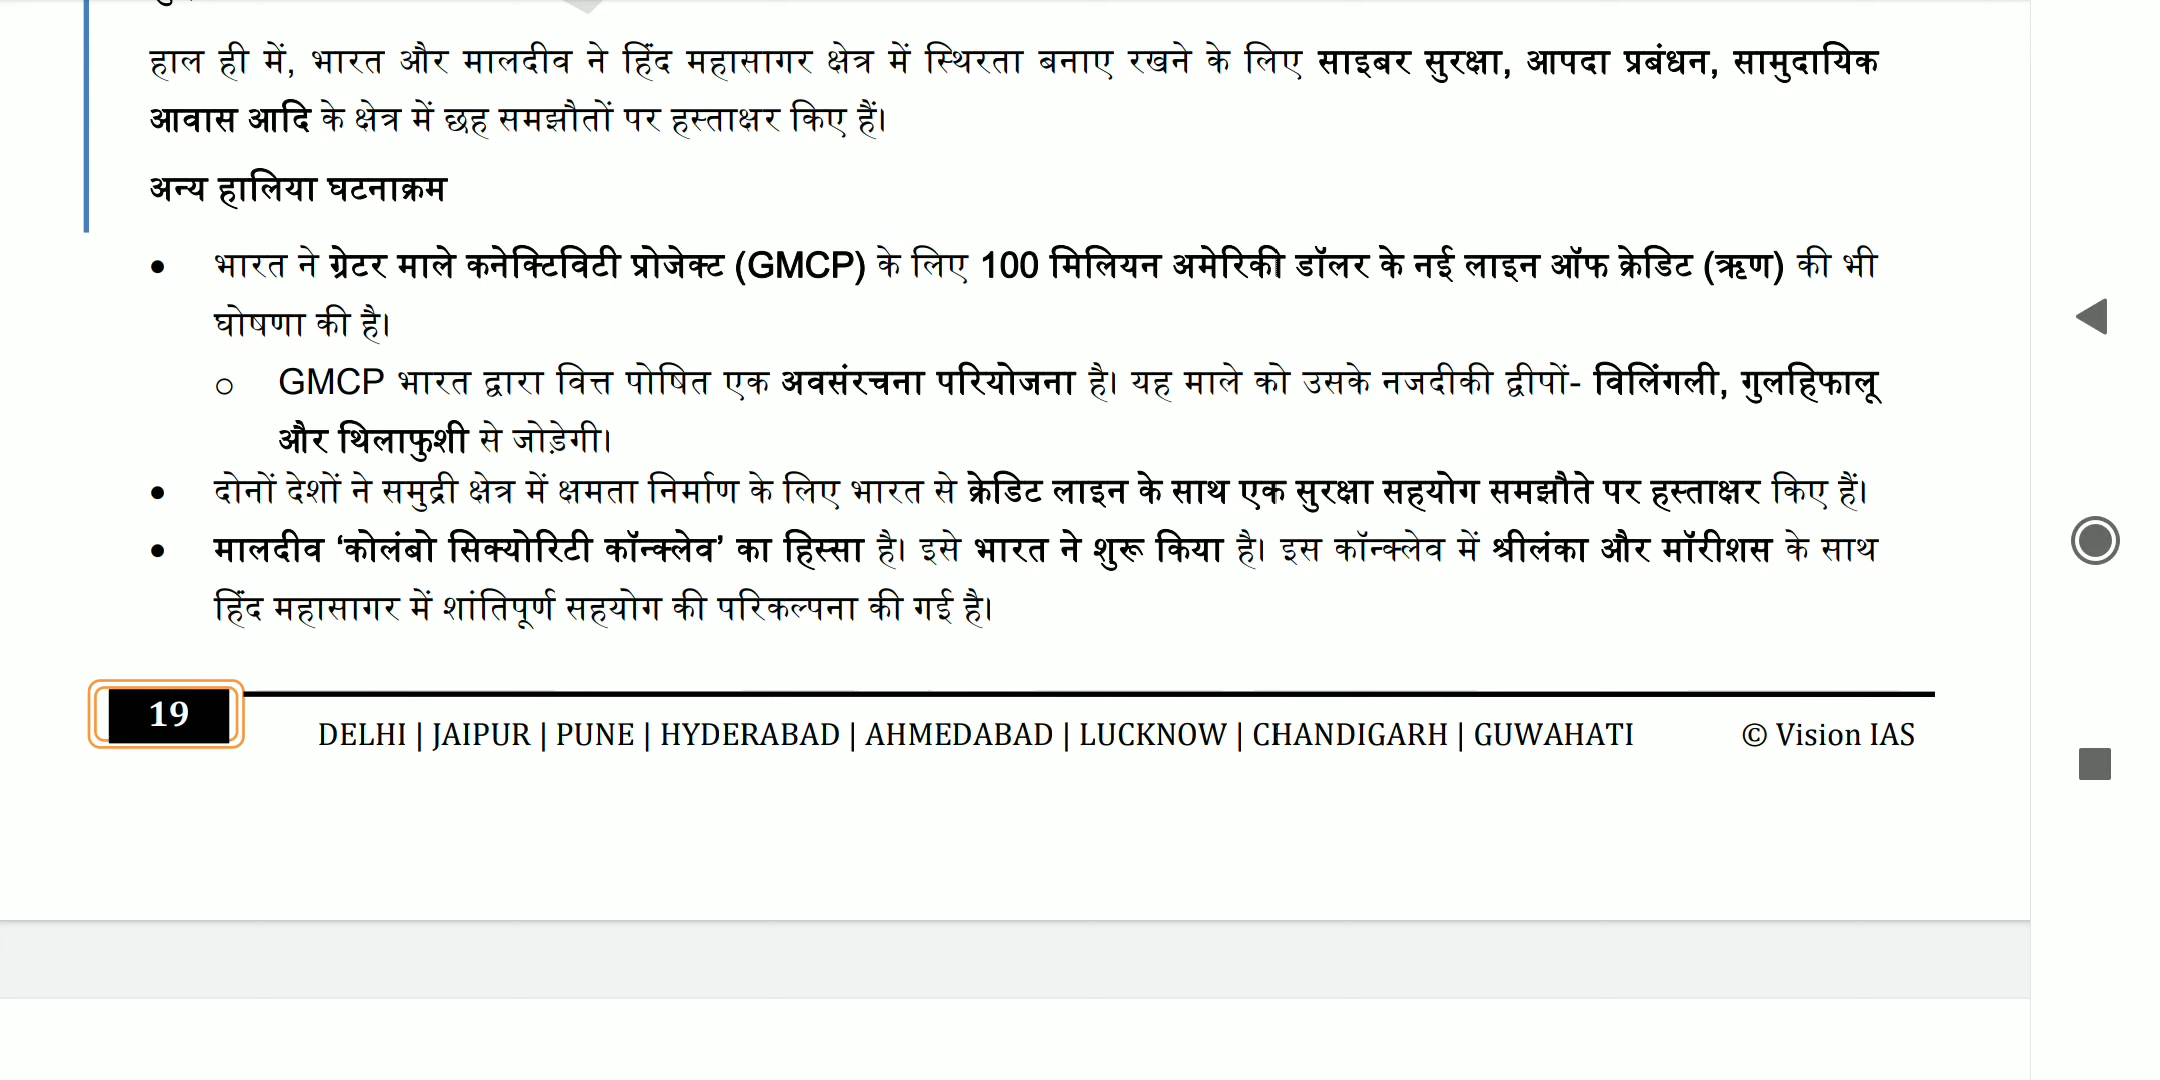 हाल ही में, भारत और मालदीव ने हिंद महासागर क्षेत्र में स्थिरता बनाए रखने के लिए साइबर सुरक्षा, आपदा प्रबंधन, सामुदायिक
आवास आदि के क्षेत्र में छह समझौतों पर हस्ताक्षर किए हैं।
अन्य हालिया घटनाक्रम
• भारत ने ग्रेटर माले कनेक्टिविटी प्रोजेक्ट (GMCP) के लिए 100 मिलियन अमेरिकी डॉलर के नई लाइन ऑफ क्रेडिट (ऋण) की भी
घोषणा की है।
○ GMCP भारत द्वारा वित्त पोषित एक अवसंरचना परियोजना है। यह माले को उसके नजदीकी द्वीपों- विलिंगली, गुलहिफालू
और थिलाफुशी से जोड़ेगी।
• दोनों देशों ने समुद्री क्षेत्र में क्षमता निर्माण के लिए भारत से क्रेडिट लाइन के साथ एक सुरक्षा सहयोग समझौते पर हस्ताक्षर किए हैं।
• मालदीव ‘कोलंबो सिक्योरिटी कॉन्क्लेव’ का हिस्सा है। इसे भारत ने शुरू किया है। इस कॉन्क्लेव में श्रीलंका और मॉरीशस के साथ
हिंद महासागर में शांतिपूर्ण सहयोग की परिकल्पना की गई है।
19
DELHI | JAIPUR | PUNE | HYDERABAD | AHMEDABAD | LUCKNOW | CHANDIGARH | GUWAHATI © Vision IAS